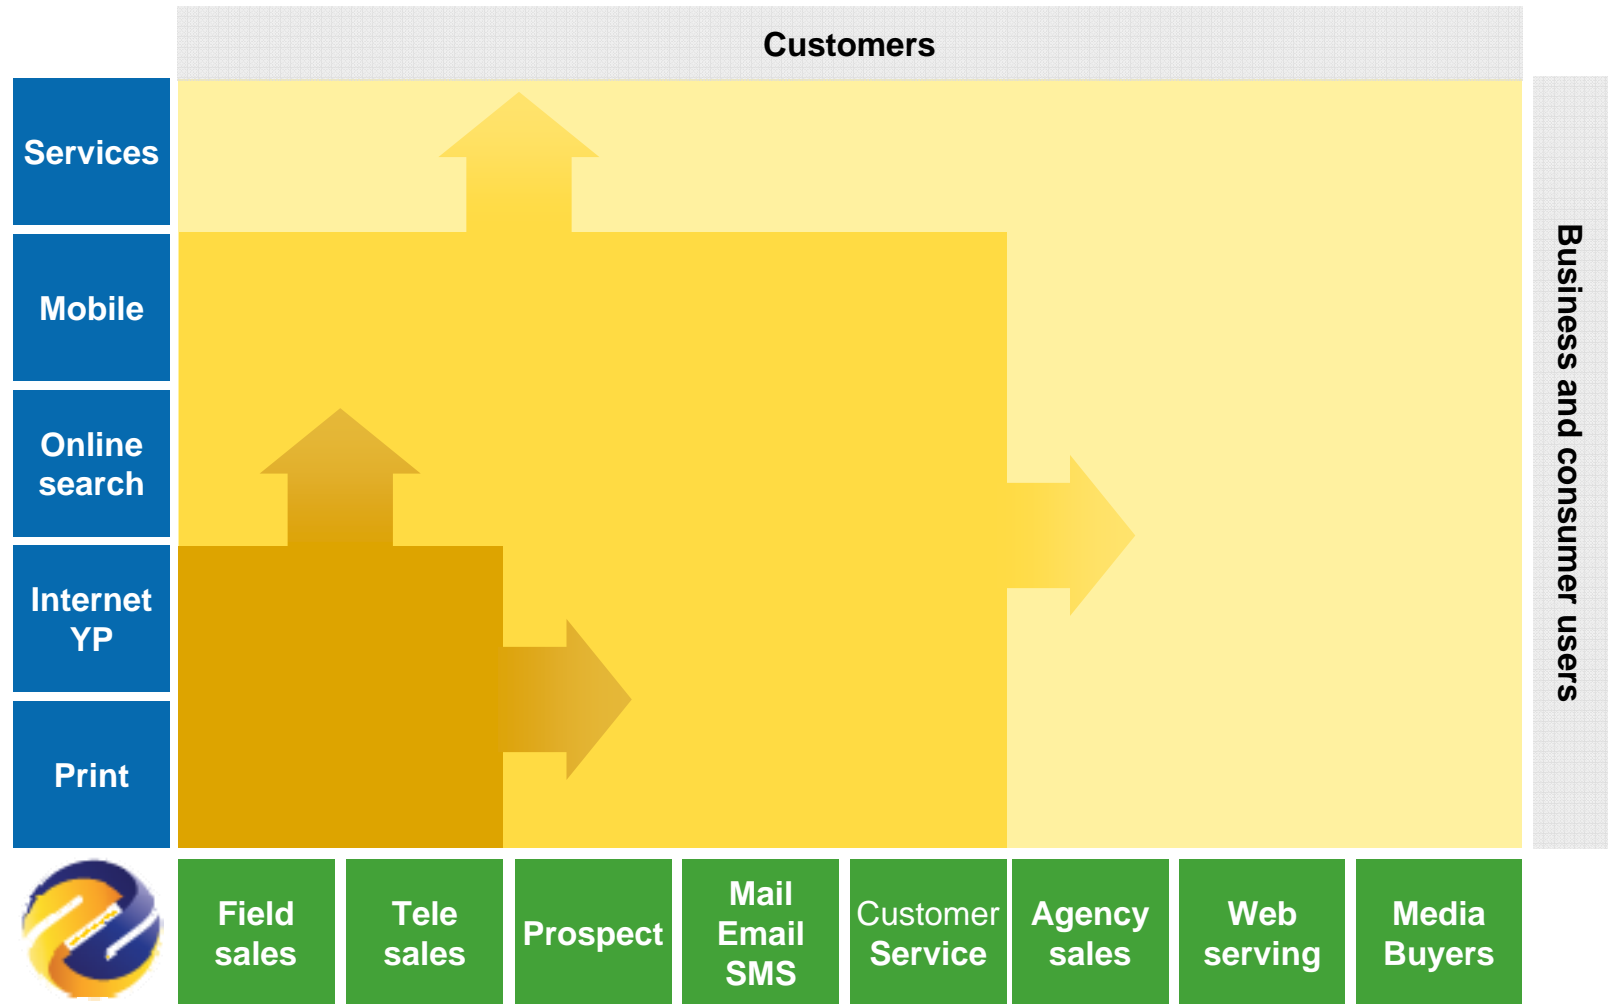 Customers
Services
Mobile
Online
search
Internet
YP
Print
Business and consumer users
Field
sales
Tele
sales
Prospect
Mail
Email
SMS
Customer
Service
Agency
sales
Web
serving
Media
Buyers